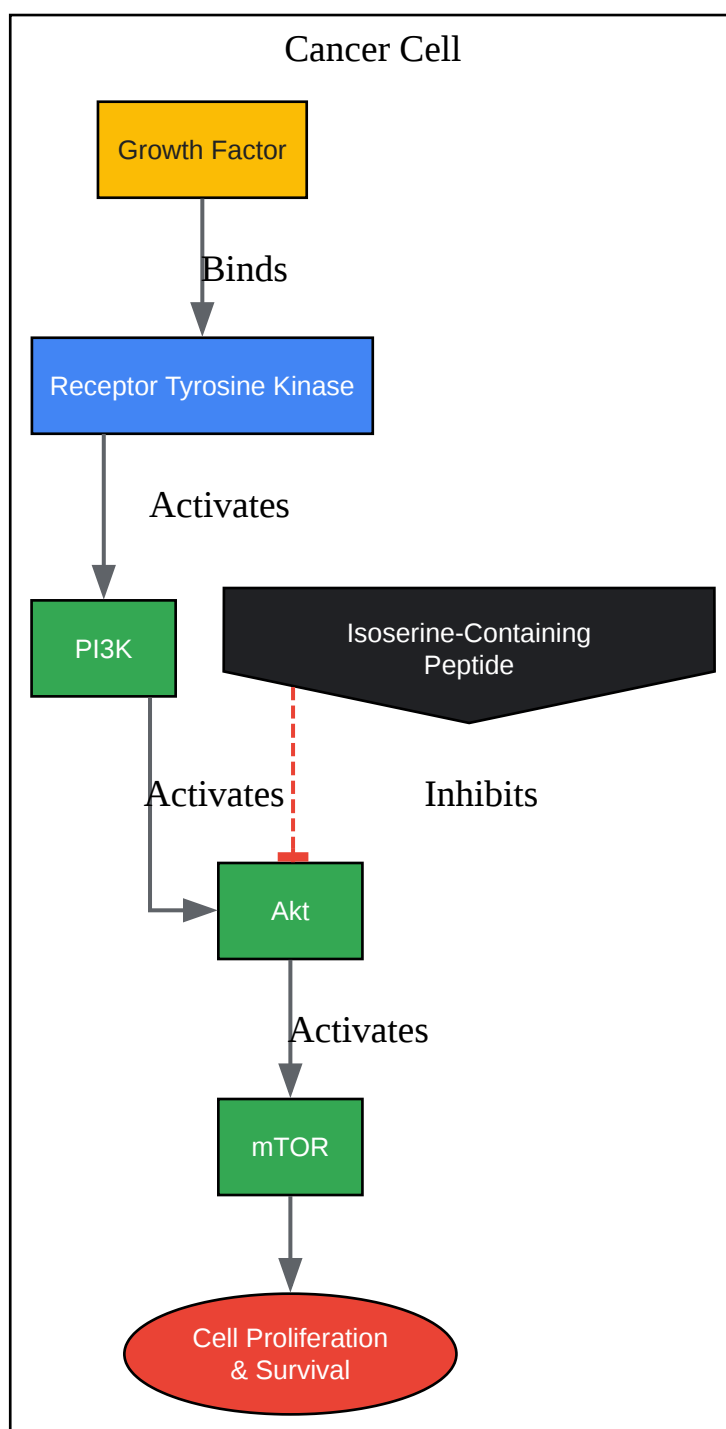 Cancer Cell
Growth Factor
Binds
Receptor Tyrosine Kinase
Activates
PI3K
Isoserine-Containing
Peptide
Activates
Inhibits
Akt
Activates
mTOR
Cell Proliferation
& Survival